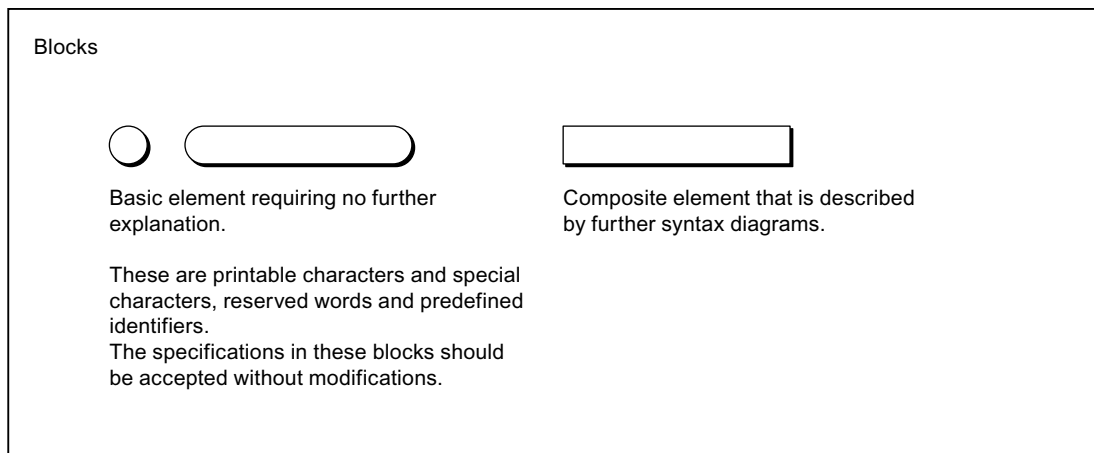 Blocks
Basic element requiring no further
explanation.
These are printable characters and special
characters, reserved words and predefined
identifiers.
The specifications in these blocks should
be accepted without modifications.
Composite element that is described
by further syntax diagrams.